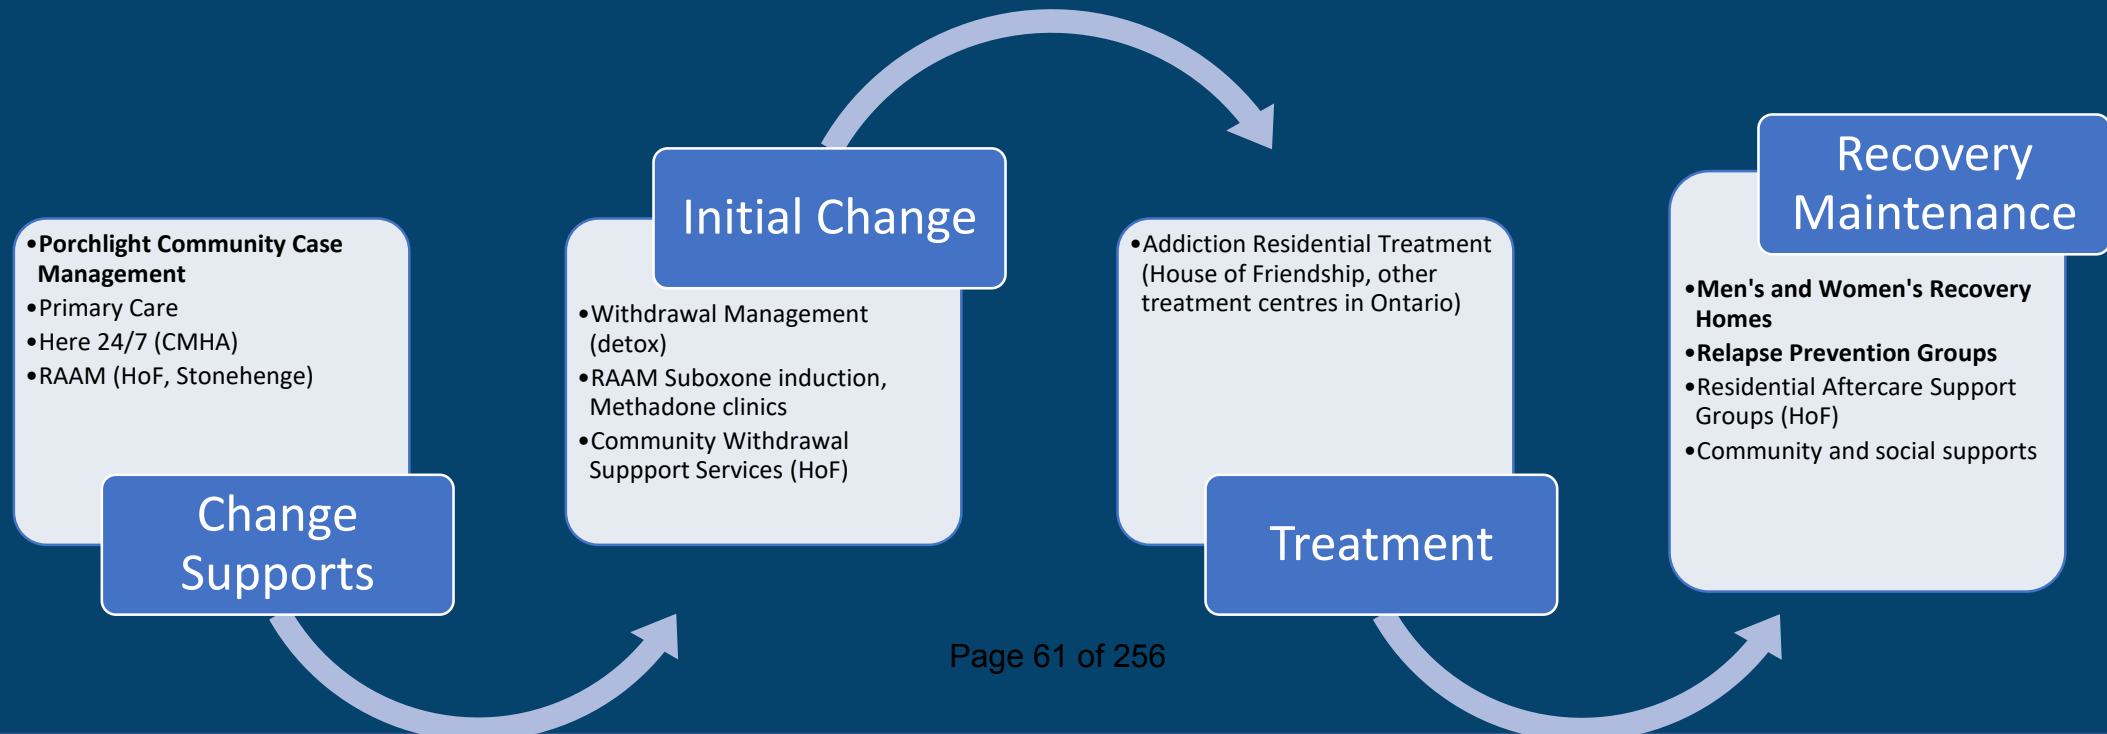 •Porchlight Community Case
Management
•Primary Care
•Here 24/7 (CMHA)
•RAAM (HoF, Stonehenge)
Change
Supports
Initial Change
•Withdrawal Management
(detox)
•RAAM Suboxone induction,
Methadone clinics
•Community Withdrawal
Suppport Services (HoF)
•Addiction Residential Treatment
(House of Friendship, other
treatment centres in Ontario)
Treatment
Recovery
Maintenance
•Men's and Women's Recovery
Homes
•Relapse Prevention Groups
•Residential Aftercare Support
Groups (HoF)
•Community and social supports
Page 61 of 256